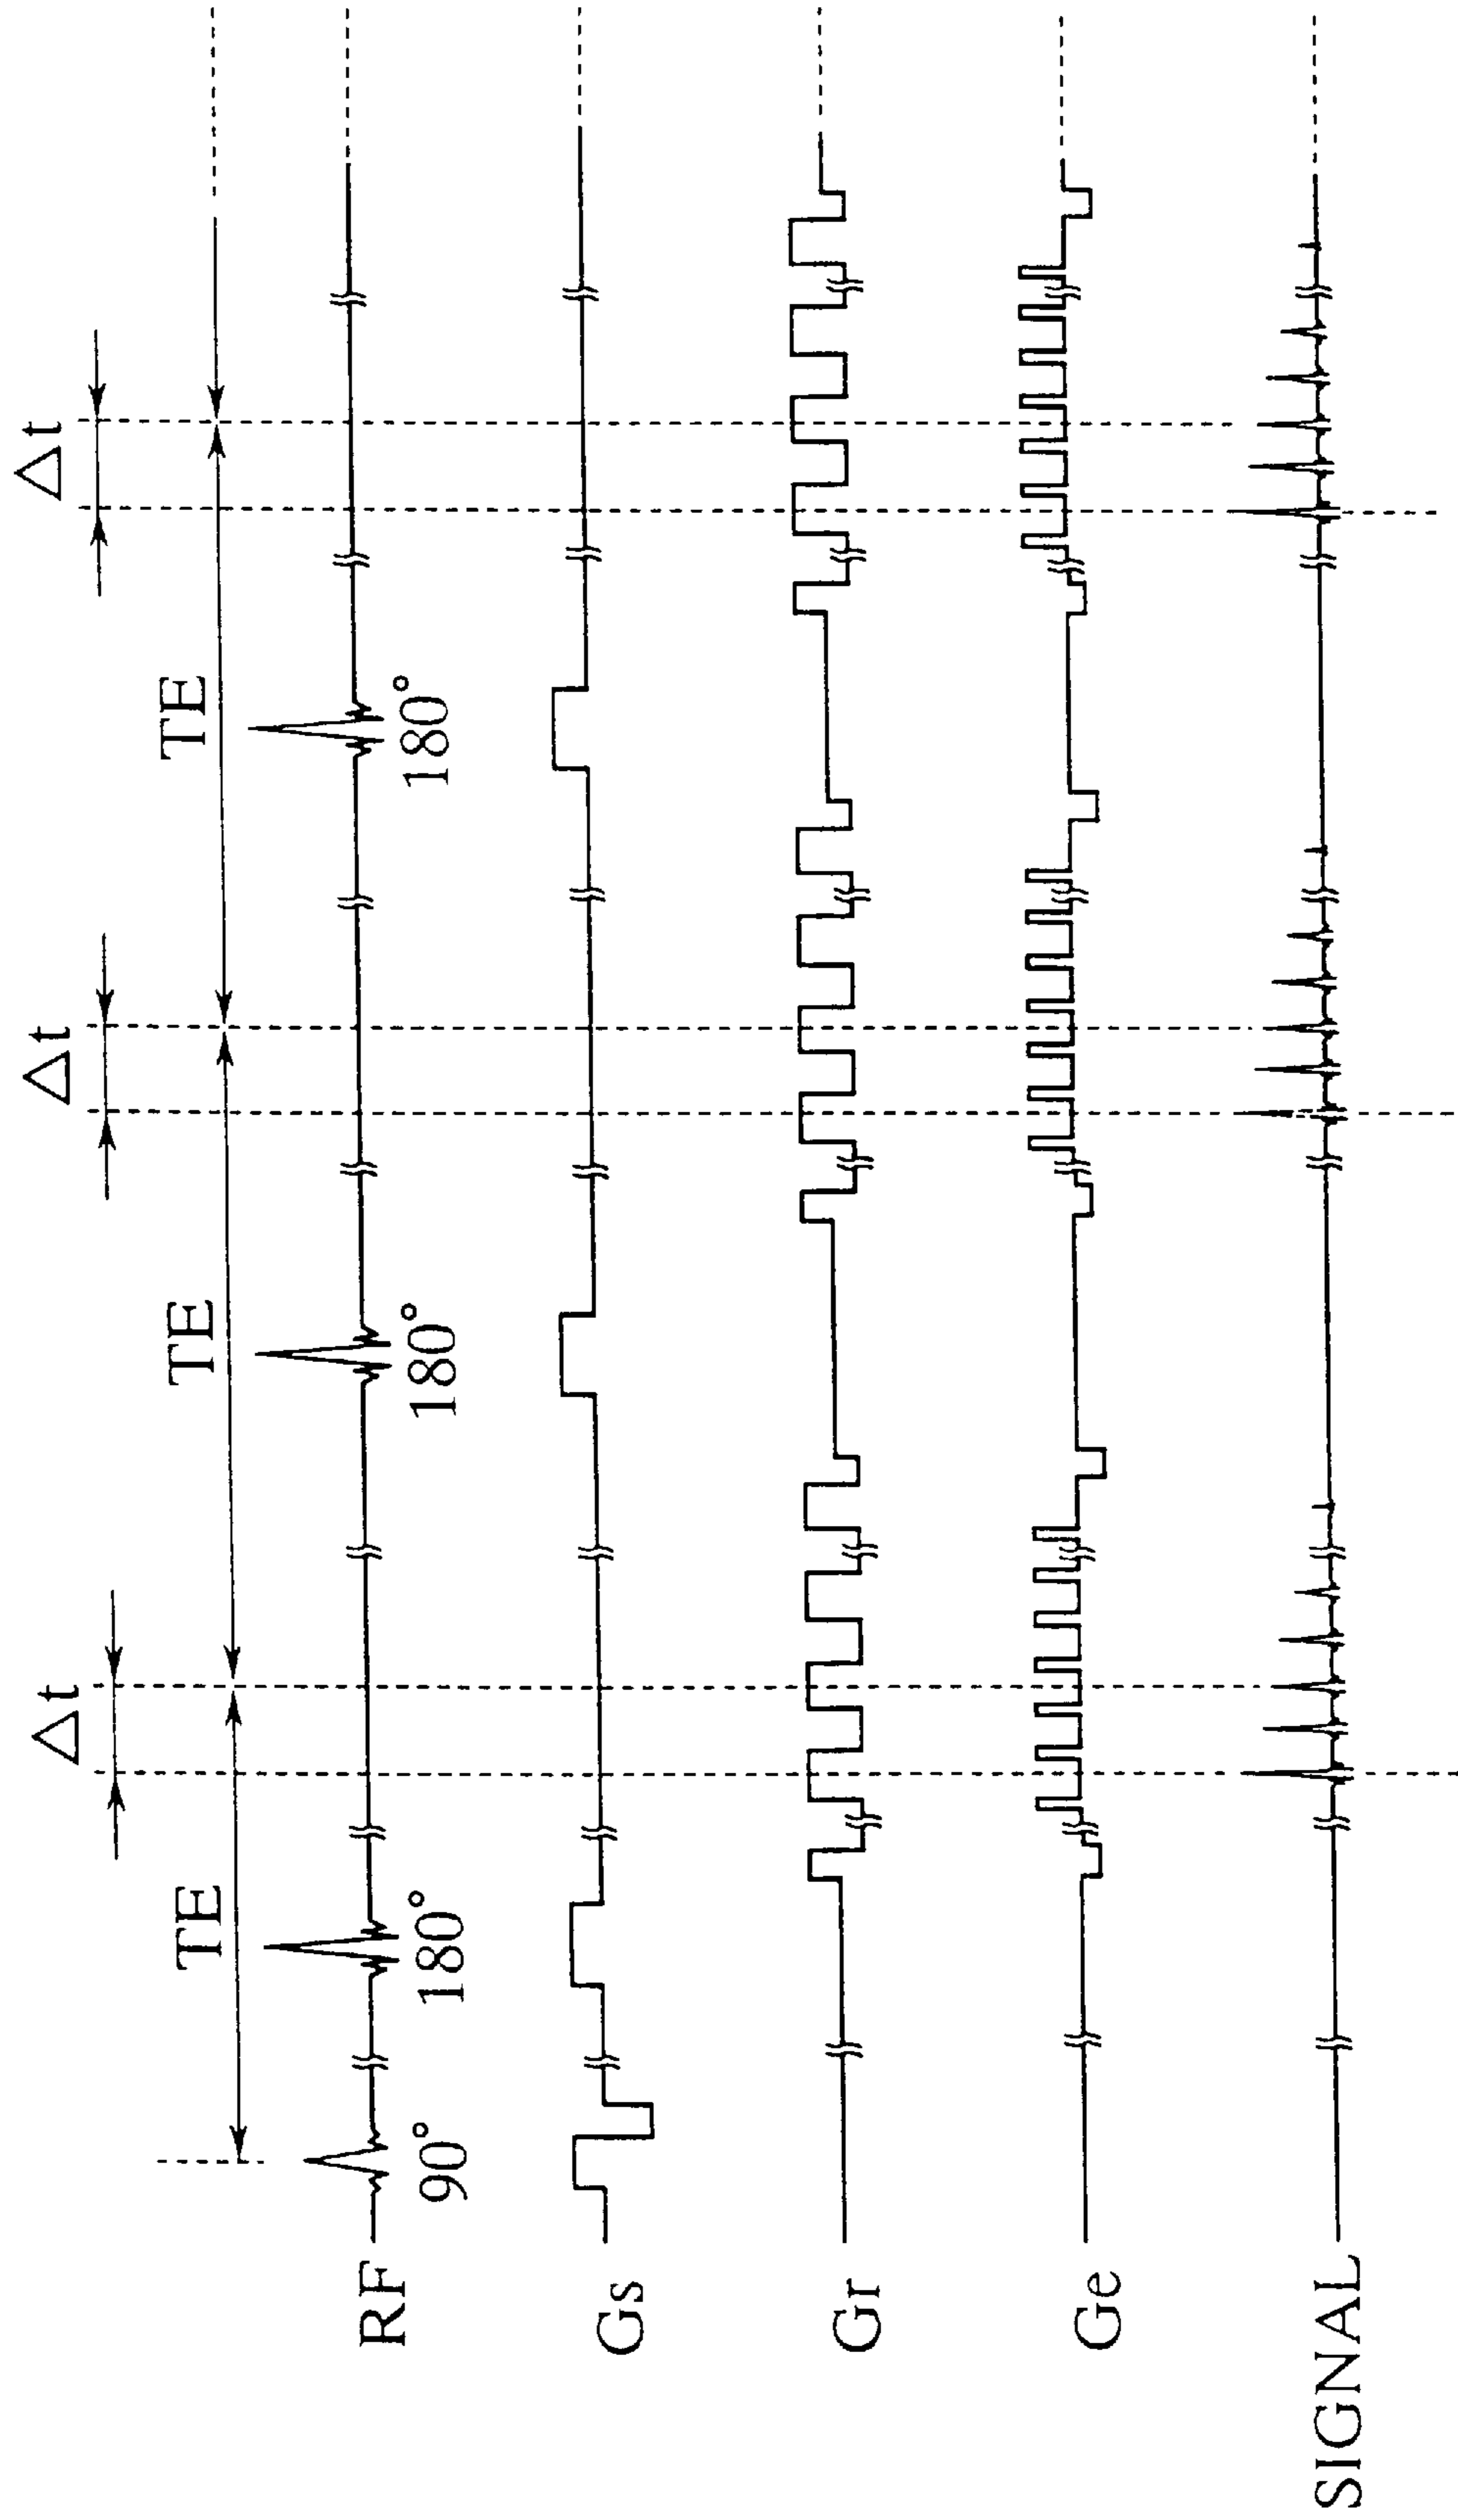 Δt Δt Δt
TE TE TE
RF
90° 180° 180° 180°
Gs
Gr
Ge
SIGNAL